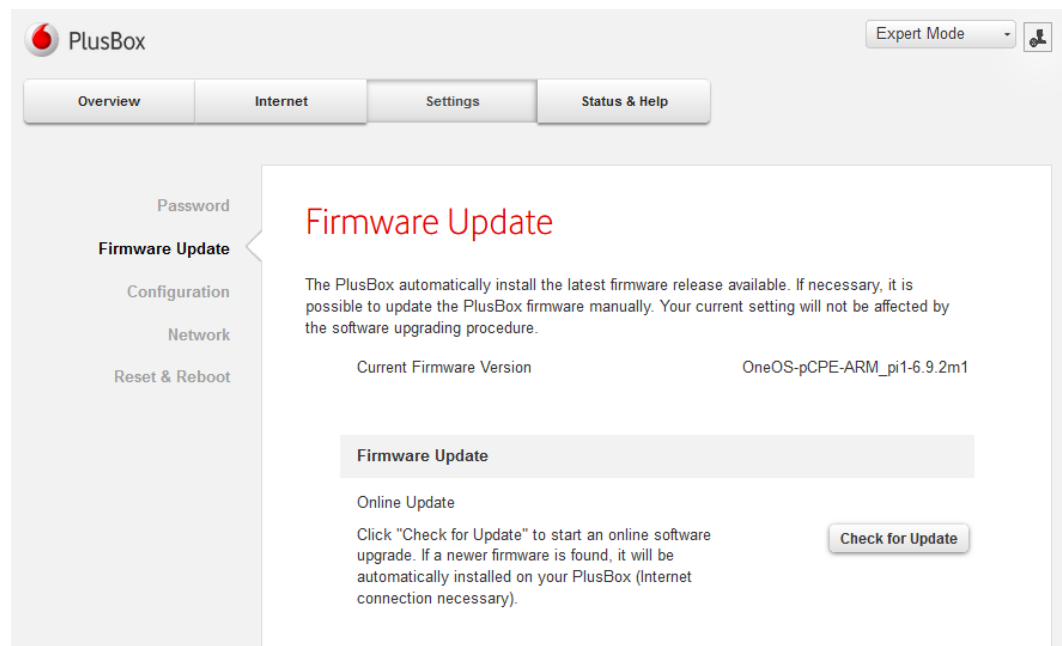 PlusBox
Expert Mode
Overview
Internet
Settings
Status & Help
Password
Firmware Update
Configuration
Network
Reset & Reboot
Firmware Update
The PlusBox automatically install the latest firmware release available. If necessary, it is
possible to update the PlusBox firmware manually. Your current setting will not be affected by
the software upgrading procedure.
Current Firmware Version OneOS-pCPE-ARM_pi1-6.9.2m1
Firmware Update
Online Update
Click "Check for Update" to start an online software
upgrade. If a newer firmware is found, it will be
automatically installed on your PlusBox (Internet
connection necessary).
Check for Update